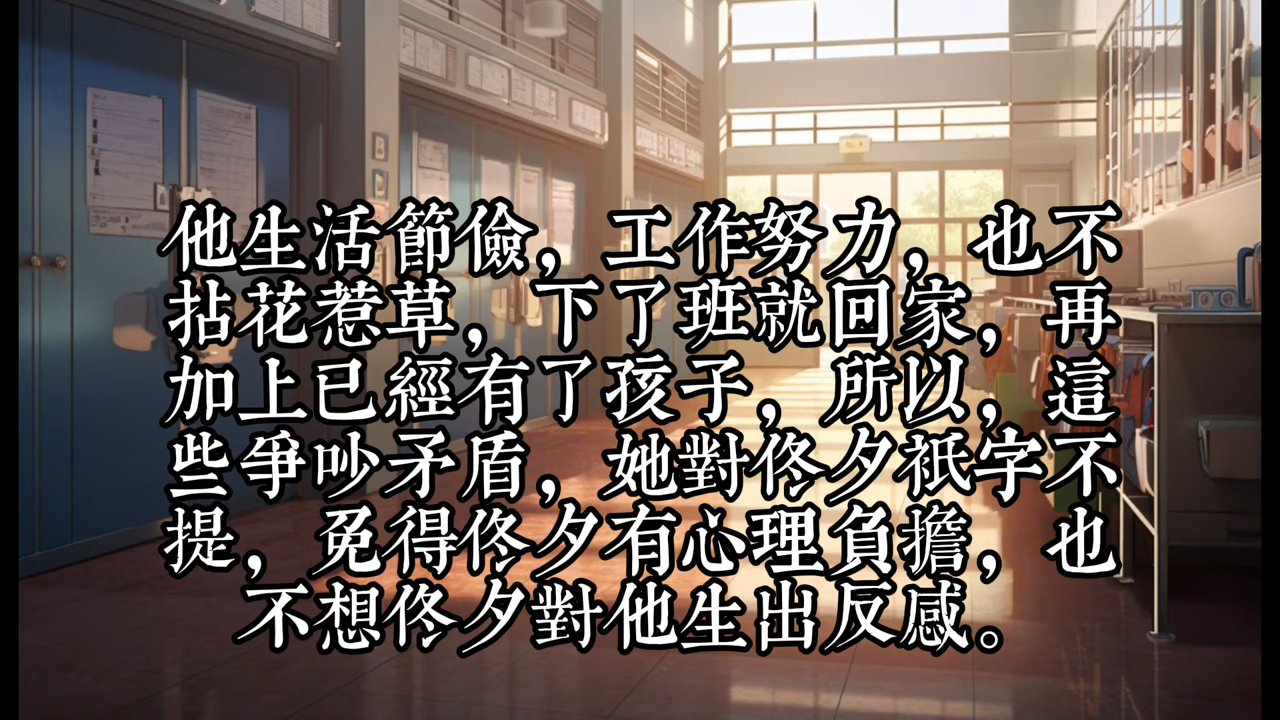 他生活節儉，工作努力，也不
拈花惹草，下了班就回家，再
加上已經有了孩子，所以，這
些爭吵矛盾，她對佟夕衹字不
提，免得佟夕有心理負擔，也
不想佟夕對他生出反感。